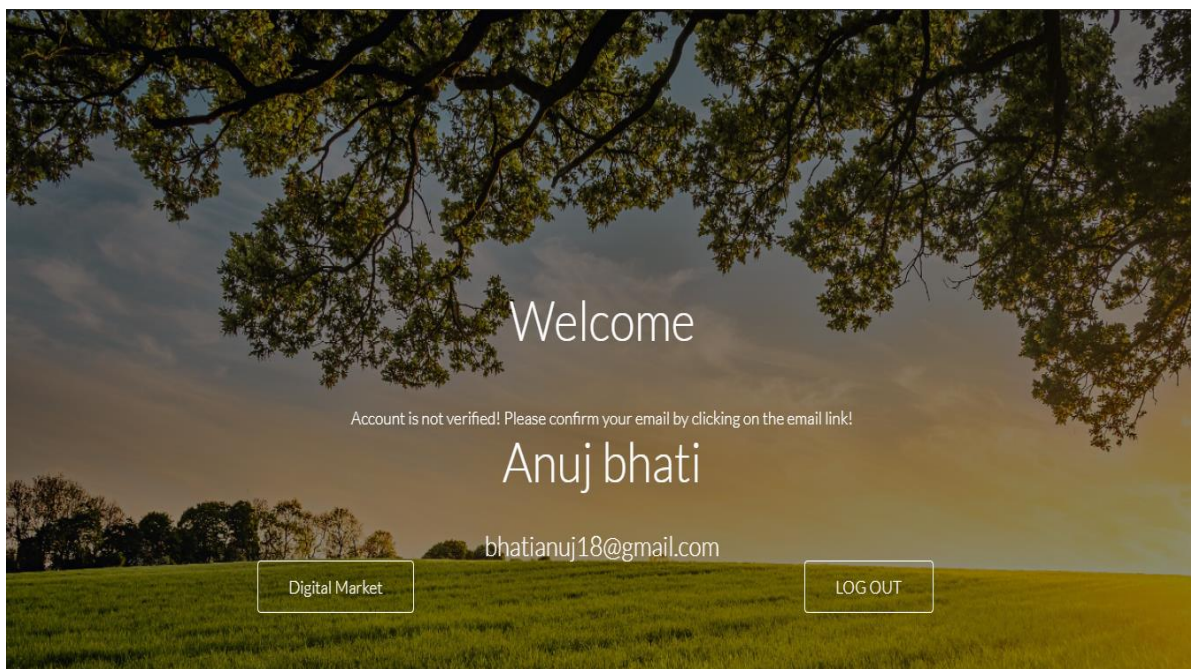 Welcome
Account is not verified! Please confirm your email by clicking on the email link!
Anuj bhati
bhatianuj18@gmail.com
Digital Market
LOG OUT